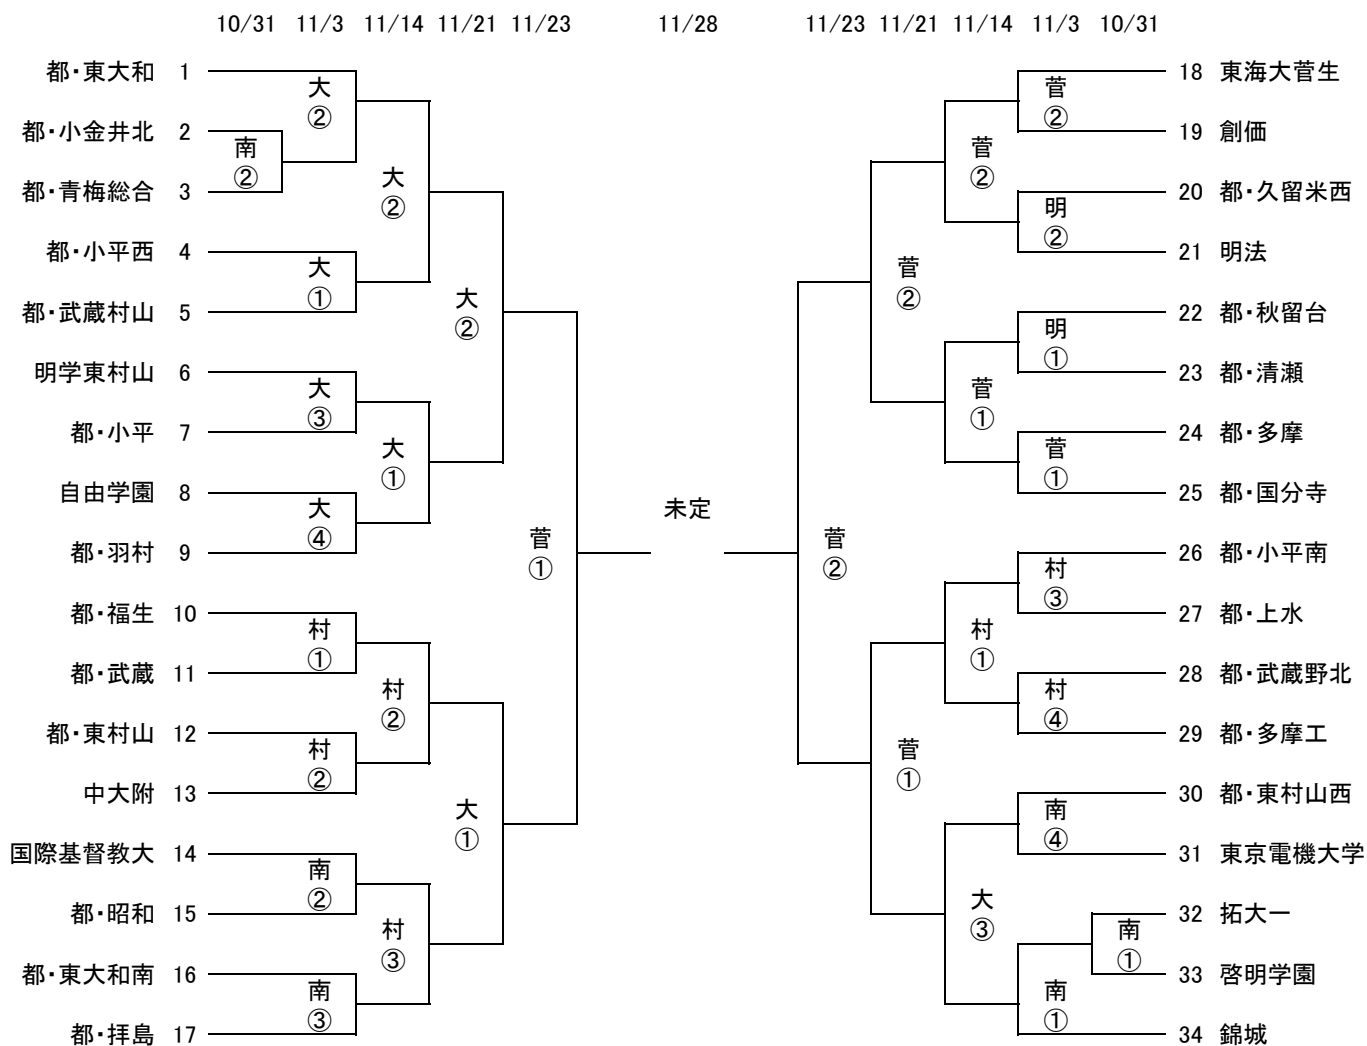 10/31 11/3 11/14 11/21 11/23 11/28 11/23 11/21 11/14 11/3 10/31
都・東大和 1
大
②
都・小金井北 2
南
②
都・青梅総合 3
大
②
都・小平西 4
大
①
都・武蔵村山 5
大
②
明学東村山 6
大
③
都・小平 7
大
①
自由学園 8
大
④
都・羽村 9
菅
①
都・福生 10
村
①
都・武蔵 11
村
②
都・東村山 12
村
②
中大附 13
大
①
国際基督教大 14
南
②
都・昭和 15
村
③
都・東大和南 16
南
③
都・拝島 17
未定
18 東海大菅生
菅
②
19 創価
菅
②
20 都・久留米西
明
②
21 明法
菅
②
22 都・秋留台
明
①
23 都・清瀬
菅
①
24 都・多摩
菅
①
25 都・国分寺
菅
②
26 都・小平南
村
③
27 都・上水
村
①
28 都・武蔵野北
村
④
29 都・多摩工
菅
①
30 都・東村山西
南
④
31 東京電機大学
大
③
32 拓大一
南
①
33 啓明学園
南
①
34 錦城